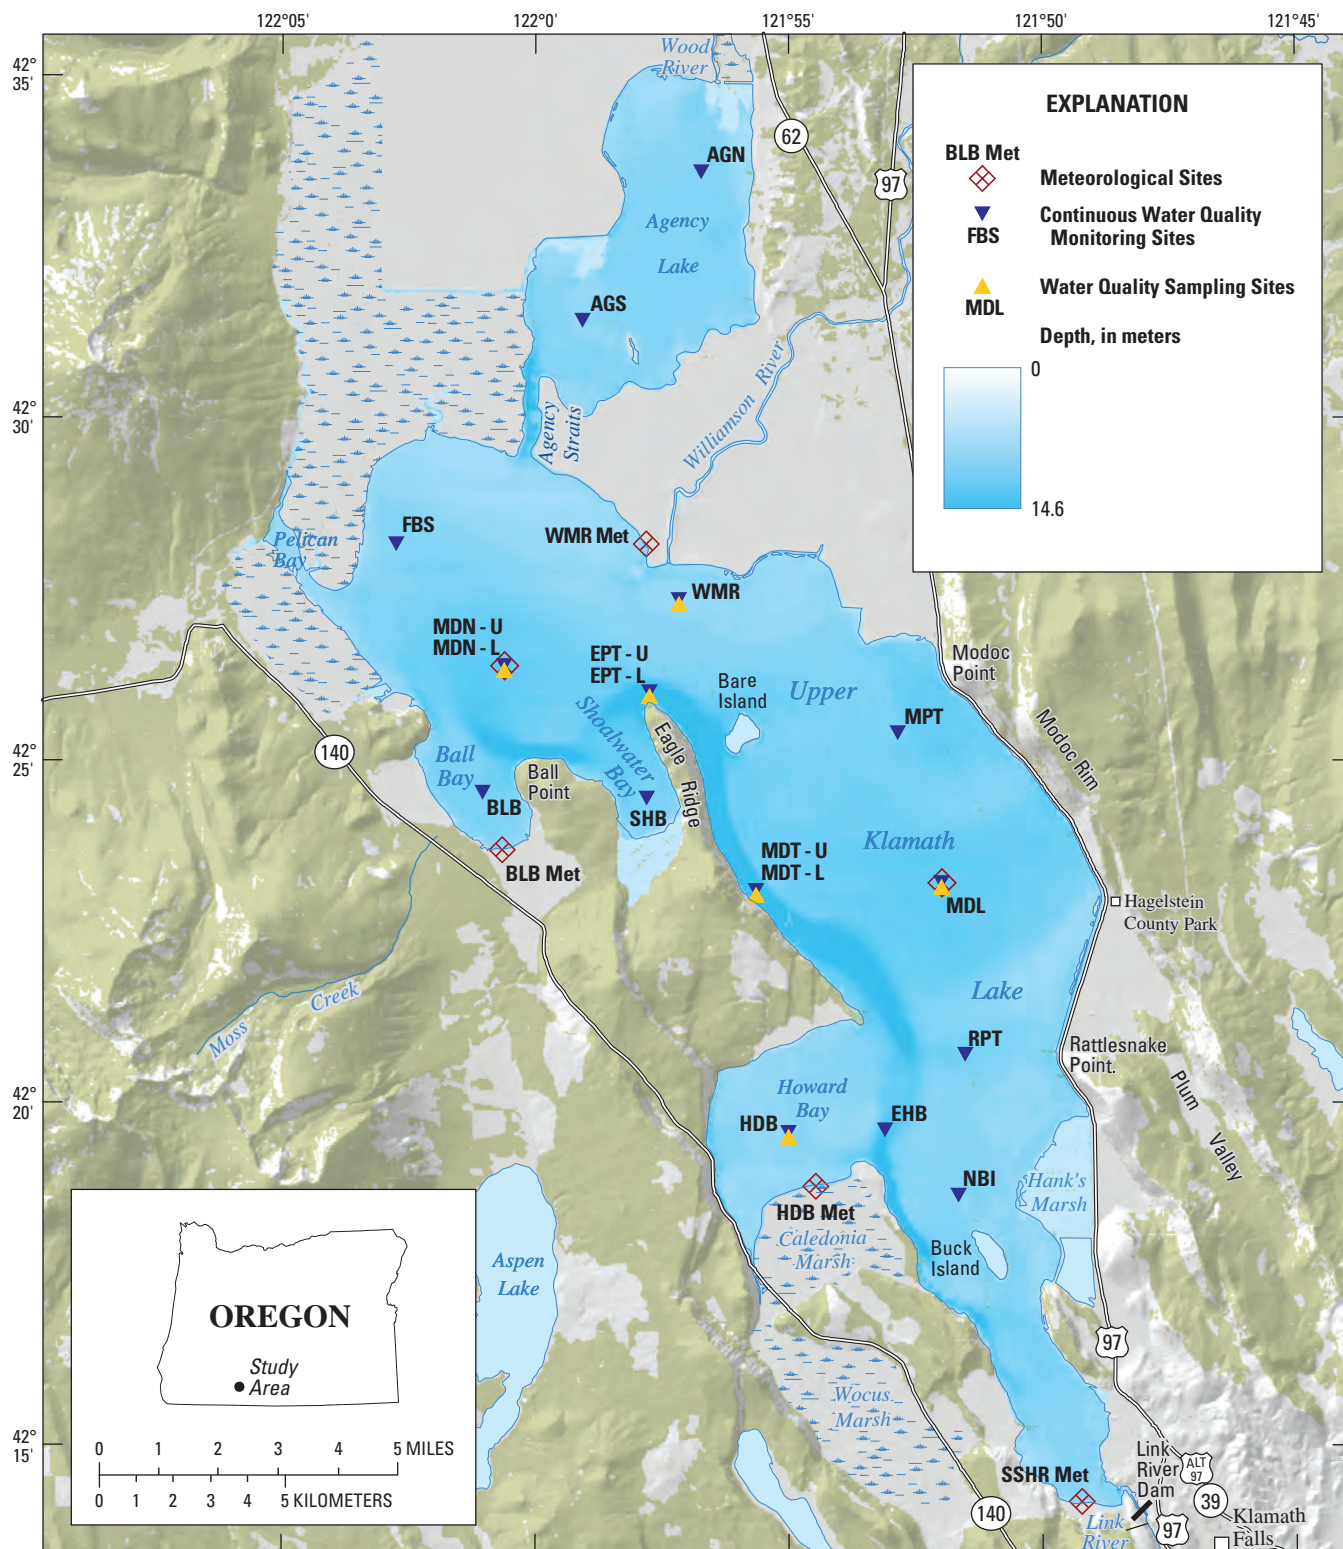 122°05'
122°0'
121°55'
121°50'
121°45'
42°
35'
42°
30'
42°
25'
42°
20'
42°
15'
Wood
River
62
97
AGN
Agency
Lake
AGS
Agency
Straits
Williamson River
EXPLANATION
BLB Met
Meteorological Sites
Continuous Water Quality
Monitoring Sites
FBS
Water Quality Sampling Sites
MDL
Depth, in meters
0
14.6
FBS
Pelican
Bay
WMR Met
WMR
MDN - U
MDN - L
EPT - U
EPT - L
Bare
Island
Upper
Modoc
Point
MPT
Modoc Rim
Shoalwater
Bay
Eagle Ridge
140
Ball
Bay
Ball
Point
BLB
SHB
BLB Met
MDT - U
MDT - L
Klamath
MDL
Hagelstein
County Park
Moss Creek
Lake
RPT
Rattlesnake
Point.
Plum Valley
Howard
Bay
HDB
EHB
NBI
Hank's
Marsh
HDB Met
Caledonia
Marsh
Buck
Island
Aspen
Lake
97
Wocus
Marsh
OREGON
Study
Area
0 1 2 3 4 5 MILES
0 1 2 3 4 5 KILOMETERS
SSHR Met
Link
River
Dam
ALT
97
39
140
Link
River
97
Klamath
Falls